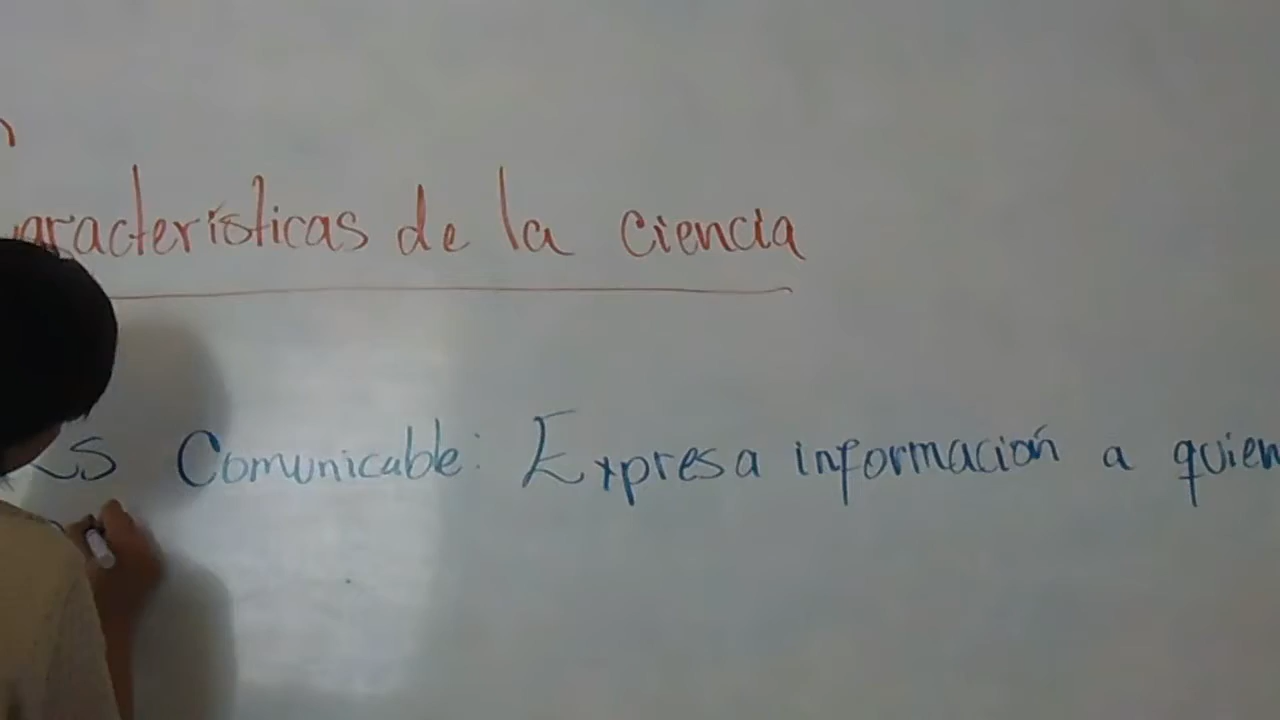 aracterísticas de la ciencia
s Comunicable: Expresa información a quien